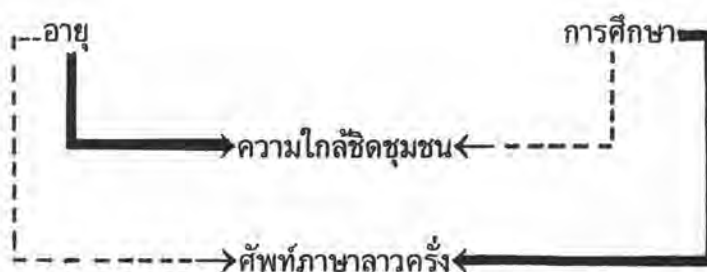 อายุ การศึกษา
ความใกล้ชิดชุมชน
ศัพท์ภาษาลาวครั่ง